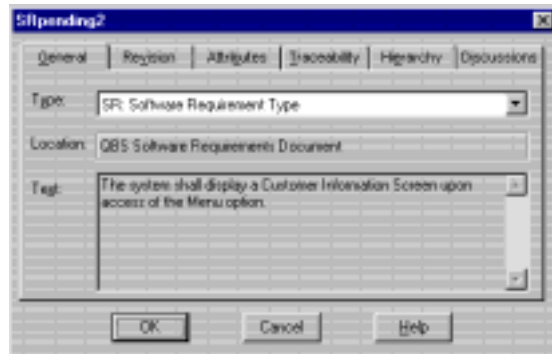 SRpending2
General Revision Attributes Traceability Hierarchy Discussions
Type: SR: Software Requirement Type
Location: QBS Software Requirements Document
Text: The system shall display a Customer Information Screen upon
access of the Menu option.
OK Cancel Help